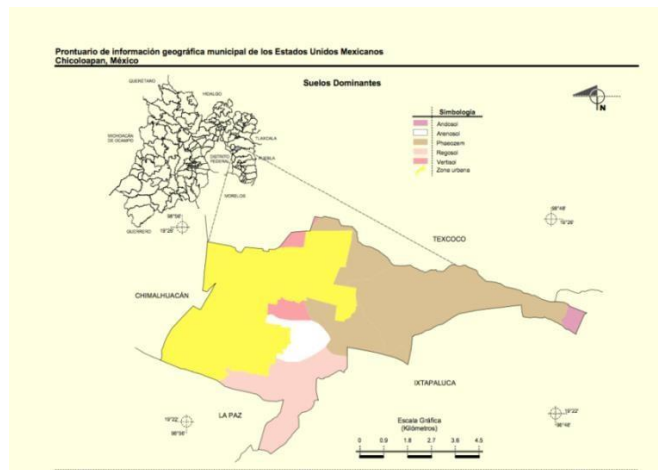 Prontuario de información geográfica municipal de los Estados Unidos Mexicanos
Chicoloapan, México
Suelos Dominantes
QUERETARO
HIDALGO
MICHOACÁN
DE OCAMPO
TLAXCALA
DISTRITO
FEDERAL
PUEBLA
MORELOS
GUERRERO
N
Simbología
Andosol
Arenosol
Phaeozem
Regosol
Vertisol
Zona urbana
TEXCOCO
CHIMALHUACÁN
IXTAPALUCA
LA PAZ
Escala Gráfica
(Kilómetros)
0 0.9 1.8 2.7 3.6 4.5